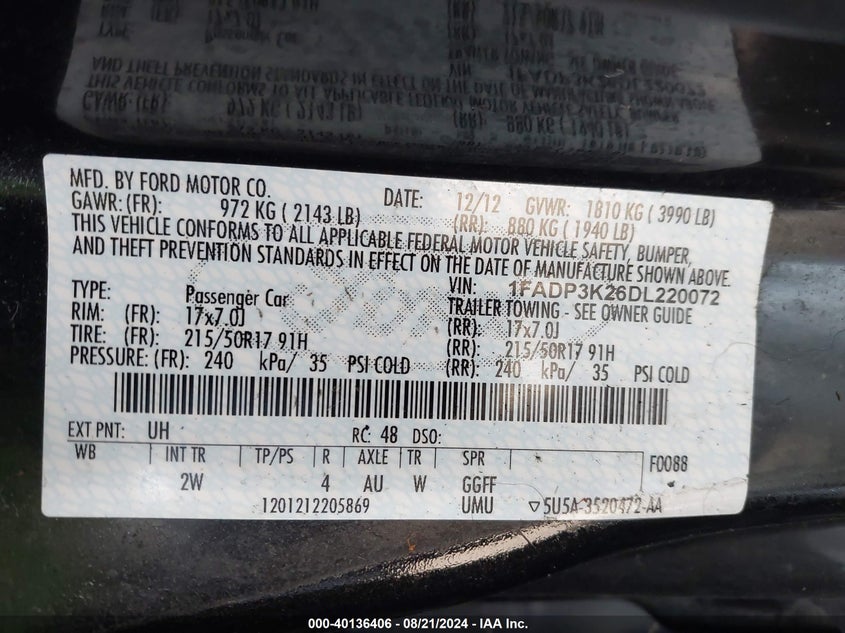 MFD. BY FORD MOTOR CO. DATE: 12/12 GVWR: 1810 KG ( 3990 LB)
GAWR: (FR): 972 KG ( 2143 LB) (RR): 880 KG ( 1940 LB)
THIS VEHICLE CONFORMS TO ALL APPLICABLE FEDERAL MOTOR VEHICLE SAFETY, BUMPER,
AND THEFT PREVENTION STANDARDS IN EFFECT ON THE DATE OF MANUFACTURE SHOWN ABOVE.
VIN: 1FADP3K26DL220072
TYPE: Passenger Car TRAILER TOWING - SEE OWNER GUIDE
RIM: (FR): 17x7.0J (RR): 17x7.0J
TIRE: (FR): 215/50R17 91H (RR): 215/50R17 91H
PRESSURE: (FR): 240 kPa/ 35 PSI COLD (RR): 240 kPa/ 35 PSI COLD
EXT PNT: UH RC: 48 DSO:
WB INT TR TP/PS R AXLE TR SPR F0088
2W 4 AU W GGFF
1201212205869 UMU ▽5U5A-3520472-AA
000-40136406 - 08/21/2024 - IAA Inc.